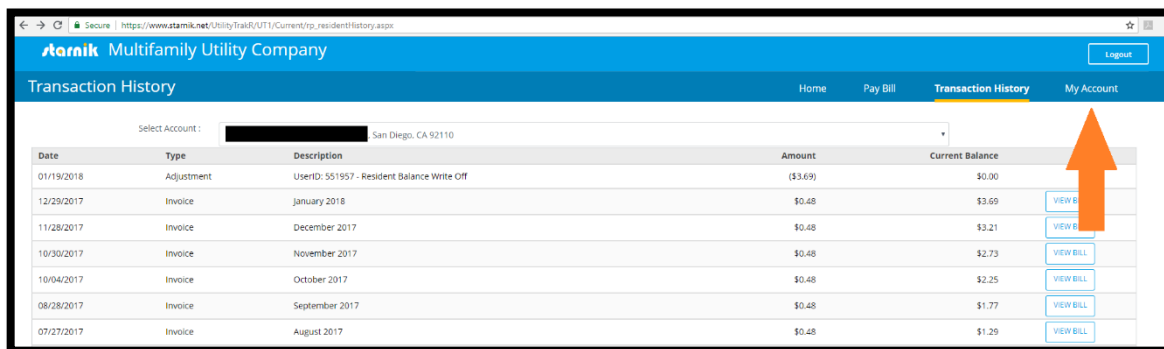 Secure | https://www.starnik.net/UtilityTrakR/UT1/Current/rp_residentHistory.aspx
starnik Multifamily Utility Company Logout
Transaction History Home Pay Bill Transaction History My Account
Select Account : , San Diego, CA 92110
Date Type Description Amount Current Balance
01/19/2018 Adjustment UserID: 551957 - Resident Balance Write Off ($3.69) $0.00
12/29/2017 Invoice January 2018 $0.48 $3.69 VIEW
11/28/2017 Invoice December 2017 $0.48 $3.21 VIEW
10/30/2017 Invoice November 2017 $0.48 $2.73 VIEW BILL
10/04/2017 Invoice October 2017 $0.48 $2.25 VIEW BILL
08/28/2017 Invoice September 2017 $0.48 $1.77 VIEW BILL
07/27/2017 Invoice August 2017 $0.48 $1.29 VIEW BILL